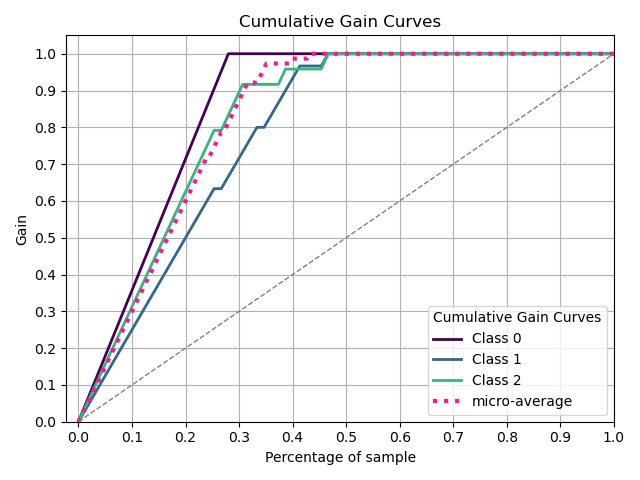 Cumulative Gain Curves
1.0
0.9
0.8
0.7
0.6
0.5
0.4
0.3
0.2
0.1
0.0
Gain
Cumulative Gain Curves
Class 0
Class 1
Class 2
micro-average
0.0 0.1 0.2 0.3 0.4 0.5 0.6 0.7 0.8 0.9 1.0
Percentage of sample